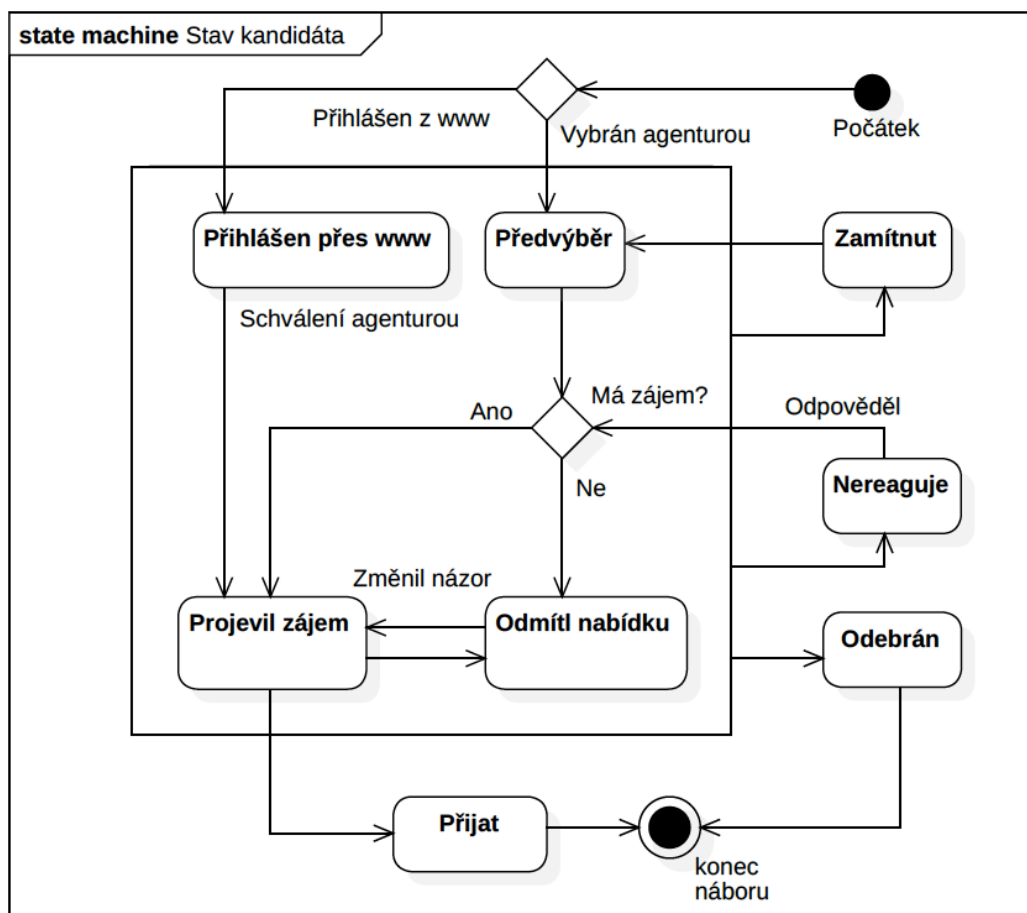 state machine Stav kandidáta
Přihlášen z www
Vybrán agenturou
Počátek
Přihlášen přes www
Předvýběr
Zamítnut
Schválení agenturou
Má zájem?
Ano
Odpověděl
Ne
Nereaguje
Změnil názor
Projevil zájem
Odmítl nabídku
Odebrán
Přijat
konec
náboru